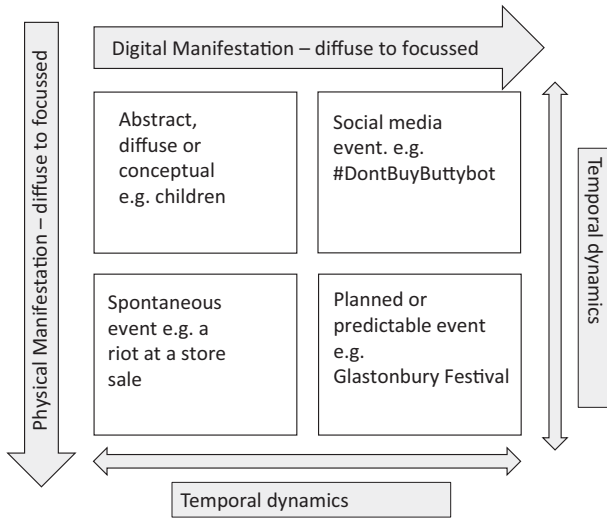 Digital Manifestation – diffuse to focussed
Physical Manifestation – diffuse to focussed
Abstract,
diffuse or
conceptual
e.g. children
Social media
event. e.g.
#DontBuyButtybot
Spontaneous
event e.g. a
riot at a store
sale
Planned or
predictable event
e.g.
Glastonbury Festival
Temporal dynamics
Temporal dynamics